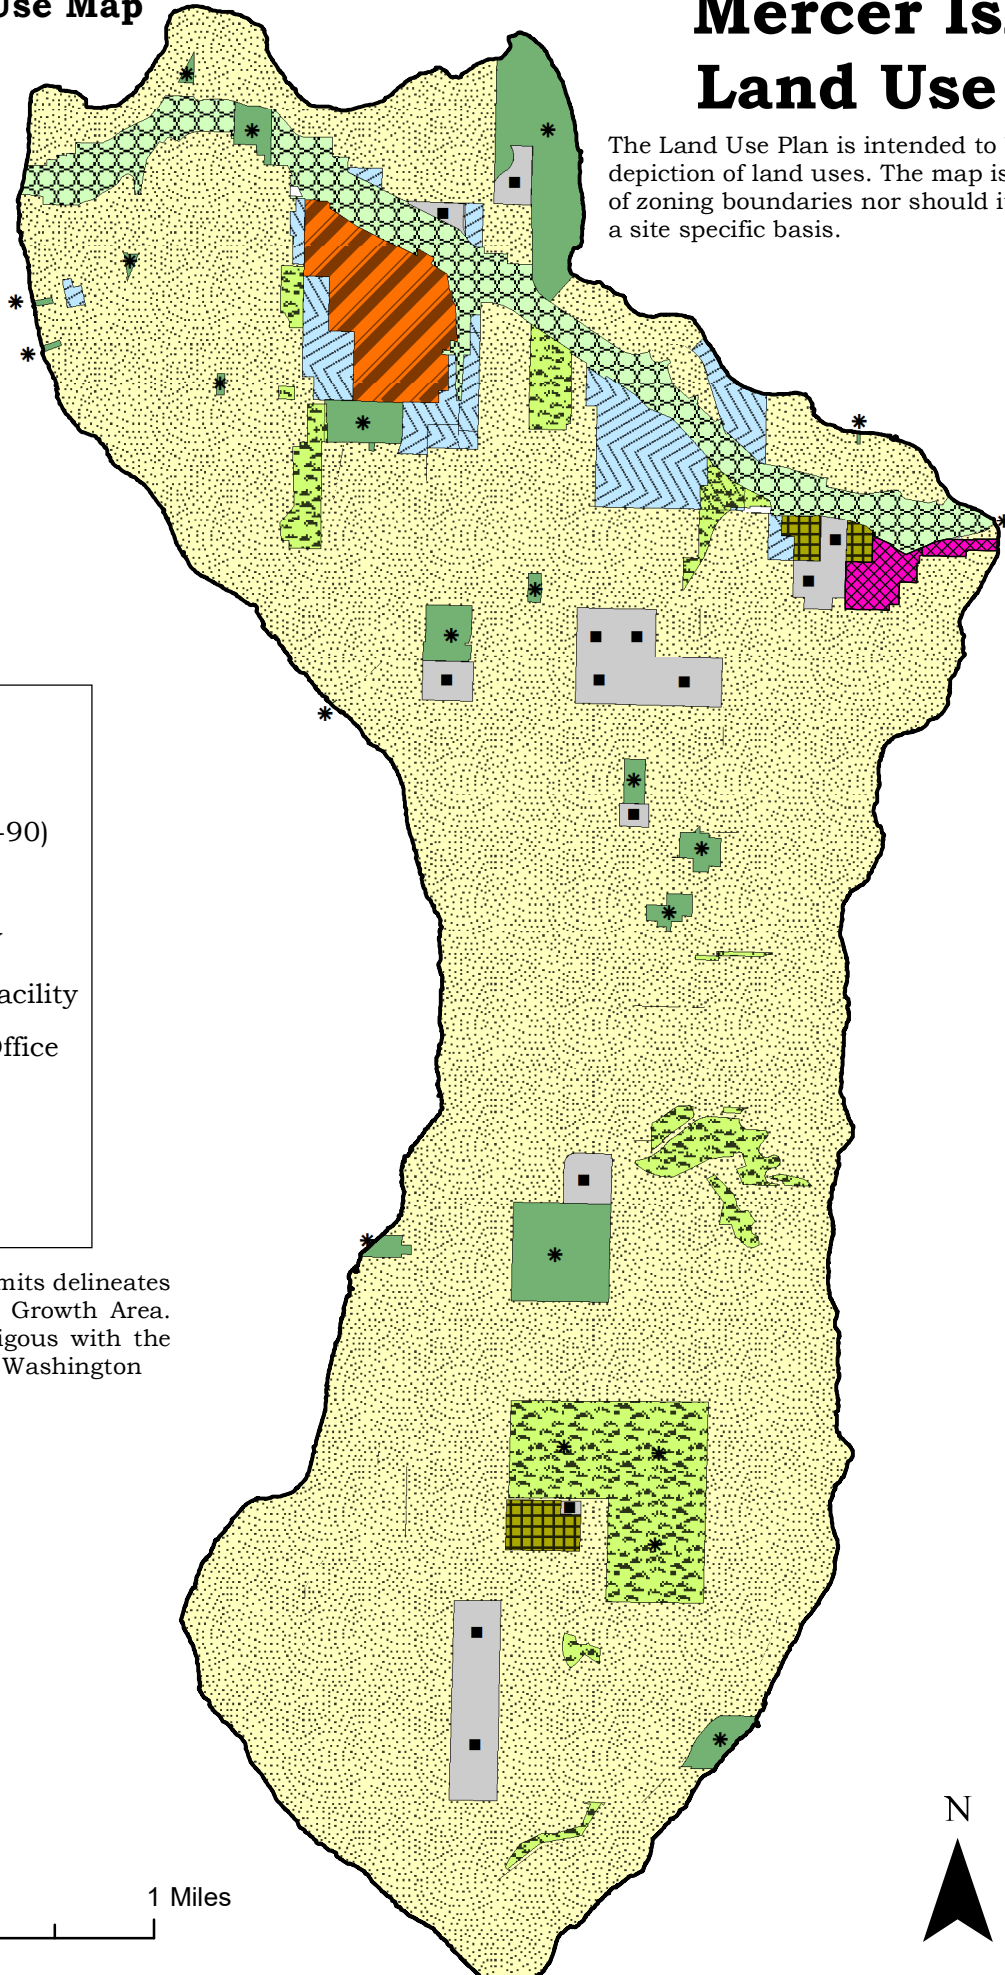 Use Map
Mercer Is
Land Use
The Land Use Plan is intended to
depiction of land uses. The map is
of zoning boundaries nor should i
a site specific basis.
-90)
acility
Office
mits delineates
Growth Area.
igous with the
Washington
1 Miles
N